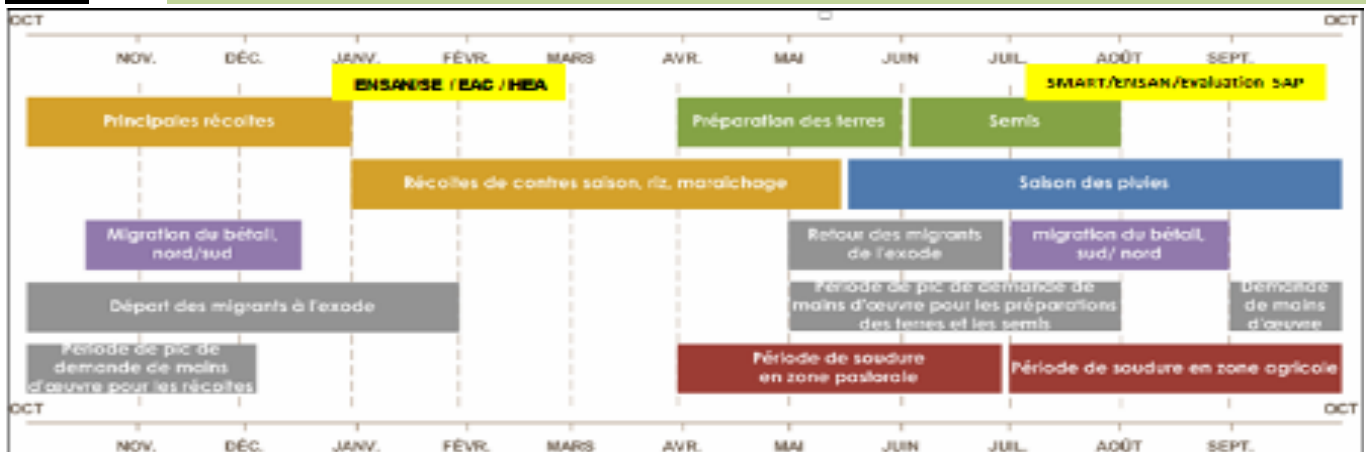 OCT OCT
NOV. DÉC. JANV. FÉVR. MARS AVR. MAI JUIN JUIL. AOÛT SEPT.
ENSAN/SE / EAC / HEA SMART/ENSAN/Evaluation SAP
Principales récoltes Préparation des terres Semis
Récoltes de contres saison, riz, maraîchage Saison des pluies
Migration du bétail,
nord/sud
Retour des migrants
de l'exode
migration du bétail,
sud/ nord
Départ des migrants à l'exode
Période de pic de demande de
mains d'œuvre pour les préparations
des terres et les semis
Demande
de mains
d'œuvre
Période de pic de
demande de mains
d'œuvre pour les récoltes
Période de soudure
en zone pastorale
Période de soudure en zone agricole
OCT OCT
NOV. DÉC. JANV. FÉVR. MARS AVR. MAI JUIN JUIL. AOÛT SEPT.